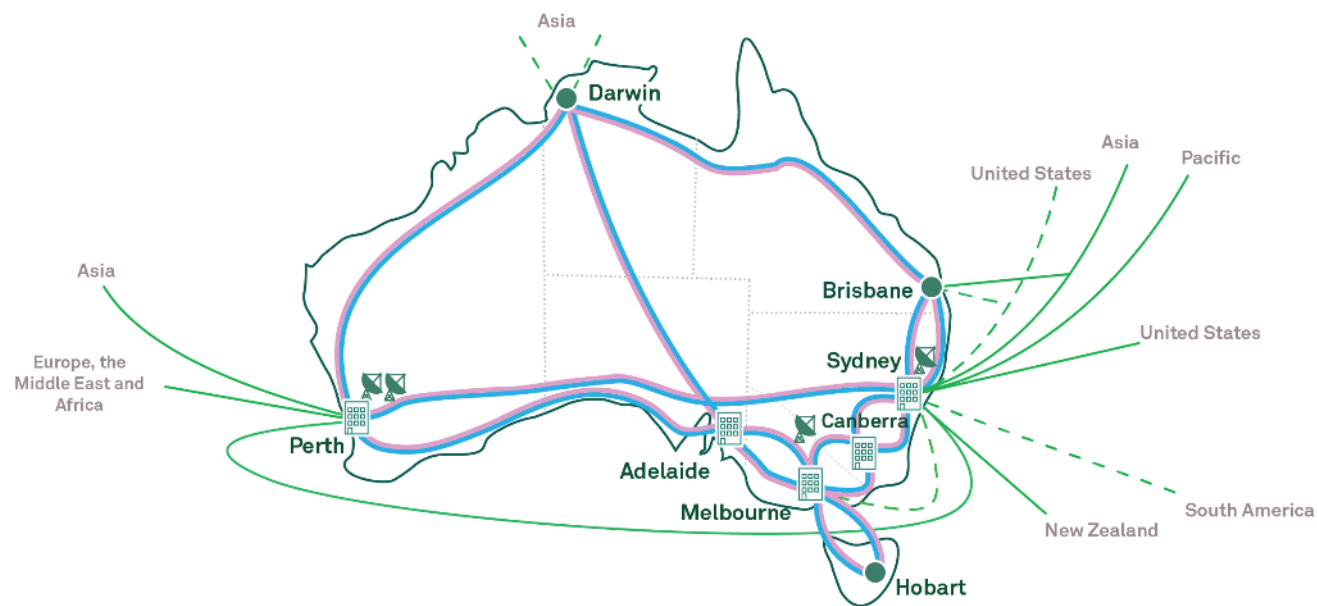 Asia
Darwin
Asia
Pacific
United States
Asia
Brisbane
Europe, the
Middle East and
Africa
United States
Sydney
Canberra
Perth
Adelaide
Melbourne
South America
New Zealand
Hobart